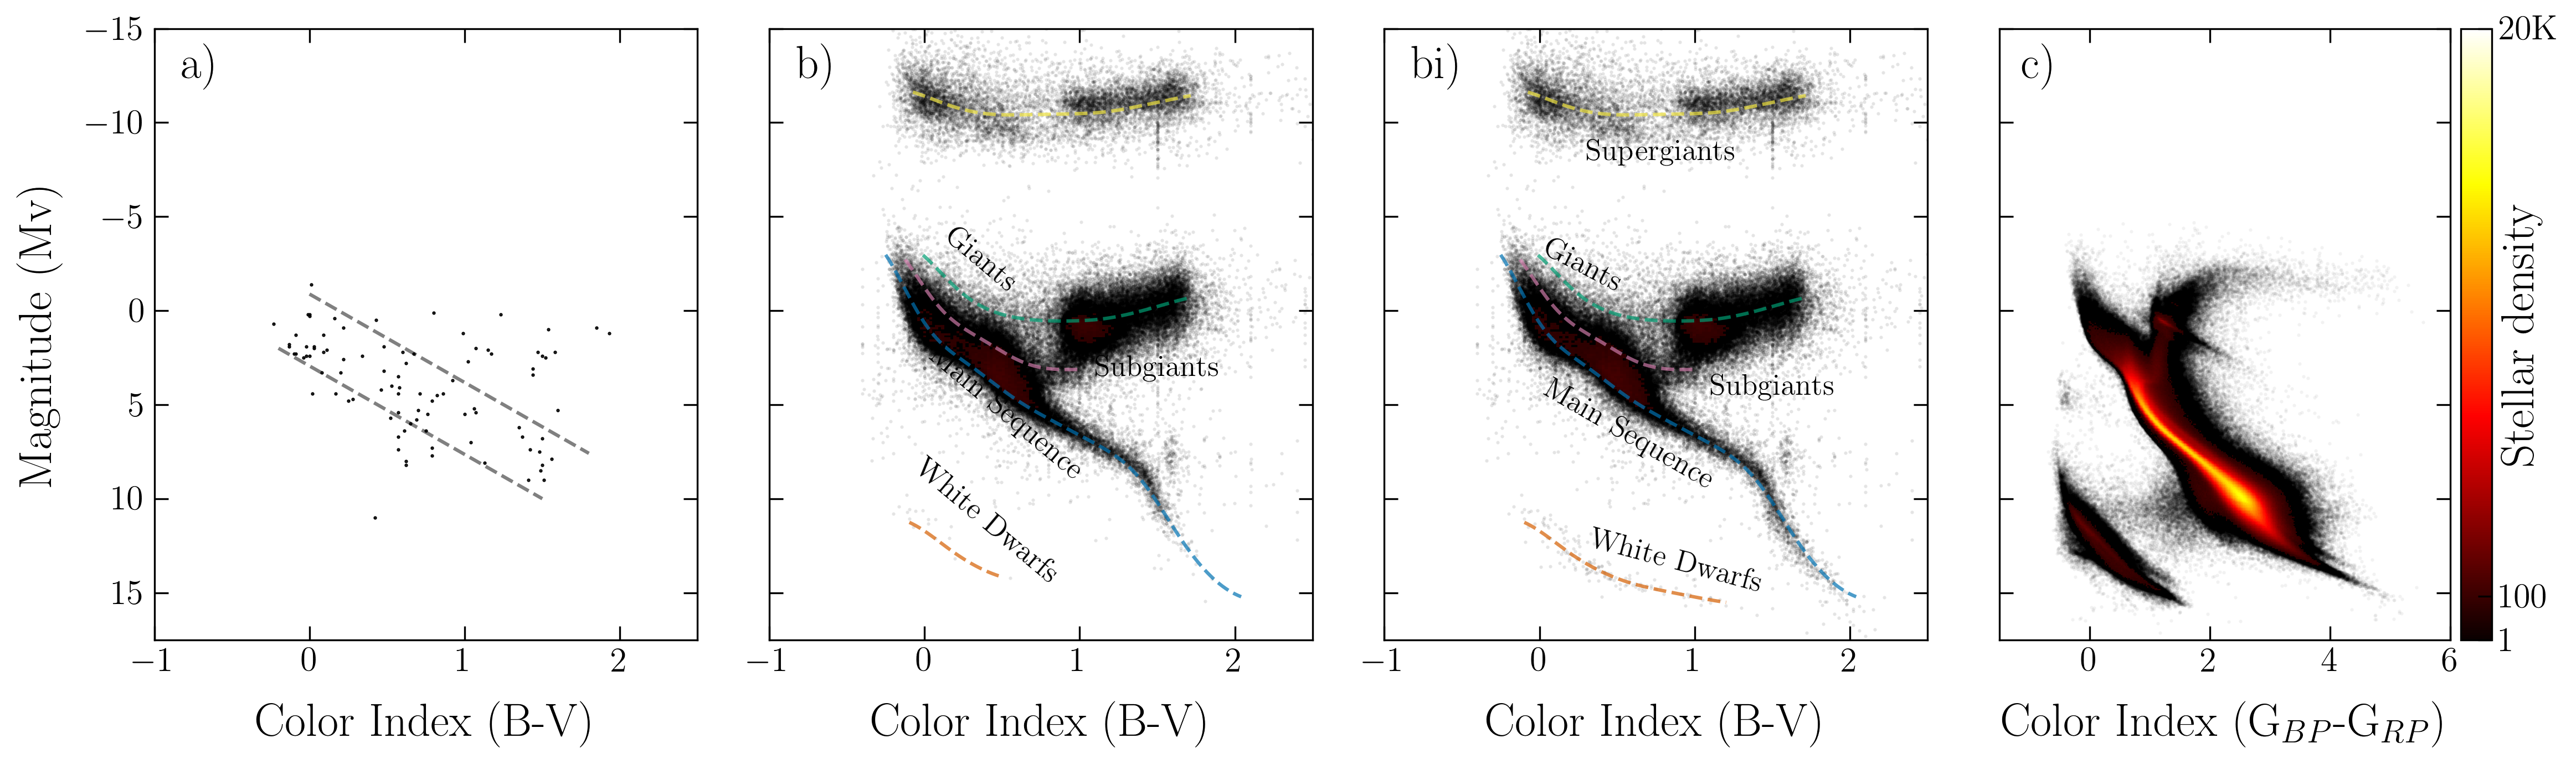 Magnitude (Mv)
−15
−10
−5
0
5
10
15
a)
−1
0
1
2
Color Index (B-V)
b)
Giants
Subgiants
Main Sequence
White Dwarfs
−1
0
1
2
Color Index (B-V)
bi)
Supergiants
Giants
Subgiants
Main Sequence
White Dwarfs
−1
0
1
2
Color Index (B-V)
c)
0
2
4
6
Color Index (G_BP-G_RP)
20K
100
1
Stellar density